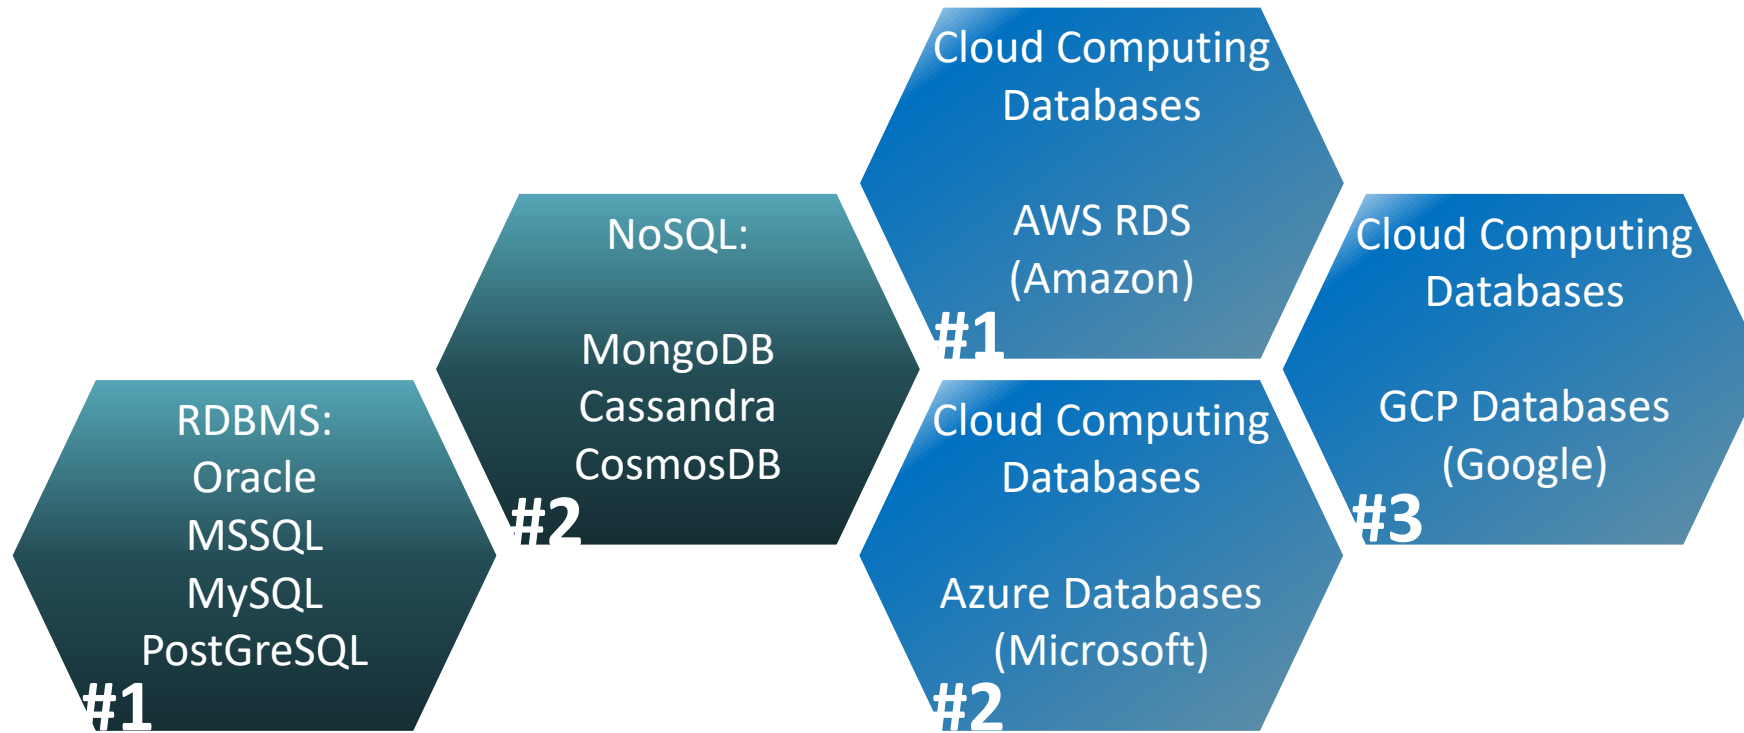 RDBMS:
Oracle
MSSQL
MySQL
PostGreSQL
#1
NoSQL:
MongoDB
Cassandra
CosmosDB
#2
Cloud Computing
Databases
AWS RDS
(Amazon)
#1
Cloud Computing
Databases
Azure Databases
(Microsoft)
#2
Cloud Computing
Databases
GCP Databases
(Google)
#3